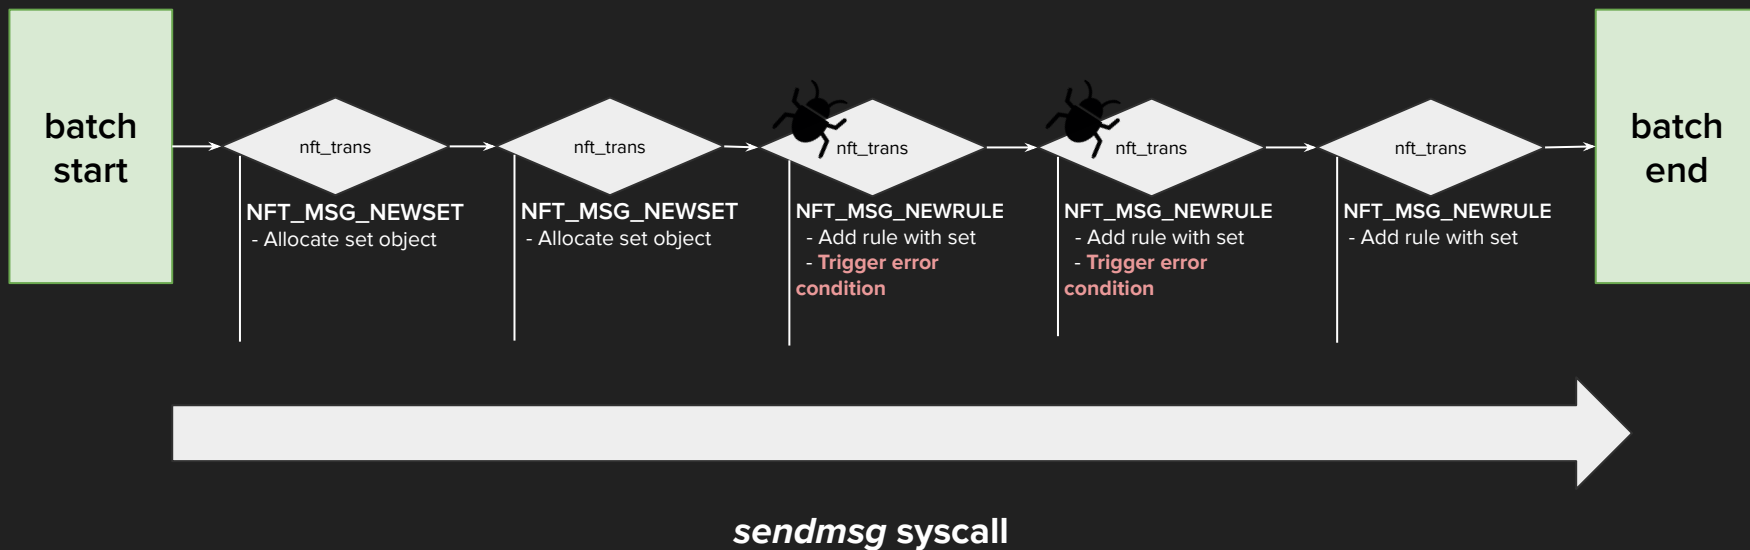 batch
start
nft_trans
NFT_MSG_NEWSET
- Allocate set object
nft_trans
NFT_MSG_NEWSET
- Allocate set object
nft_trans
NFT_MSG_NEWRULE
- Add rule with set
- Trigger error
condition
nft_trans
NFT_MSG_NEWRULE
- Add rule with set
- Trigger error
condition
nft_trans
NFT_MSG_NEWRULE
- Add rule with set
batch
end
sendmsg syscall